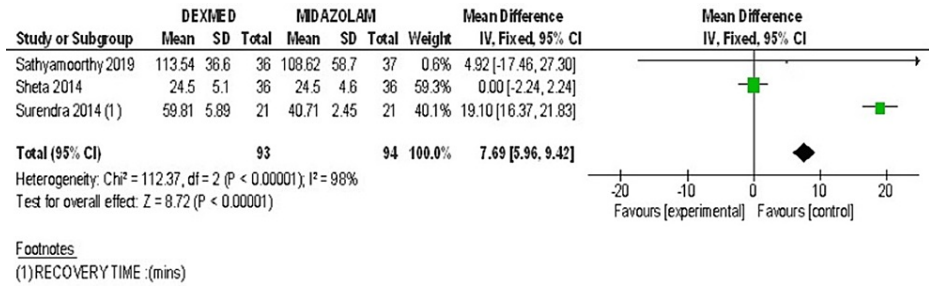 DEXMED MIDAZOLAM Mean Difference Mean Difference
Study or Subgroup Mean SD Total Mean SD Total Weight IV, Fixed, 95% CI IV, Fixed, 95% CI
Sathyamoorthy 2019 113.54 36.6 36 108.62 58.7 37 0.6% 4.92 [-17.46, 27.30]
Sheta 2014 24.5 5.1 36 24.5 4.6 36 59.3% 0.00 [-2.24, 2.24]
Surendra 2014 (1) 59.81 5.89 21 40.71 2.45 21 40.1% 19.10 [16.37, 21.83]
Total (95% CI) 93 94 100.0% 7.69 [5.96, 9.42]
Heterogeneity: Chi² = 112.37, df = 2 (P < 0.00001); I² = 98%
Test for overall effect: Z = 8.72 (P < 0.00001)
-20 -10 0 10 20
Favours [experimental] Favours [control]
Footnotes
(1) RECOVERY TIME :(mins)